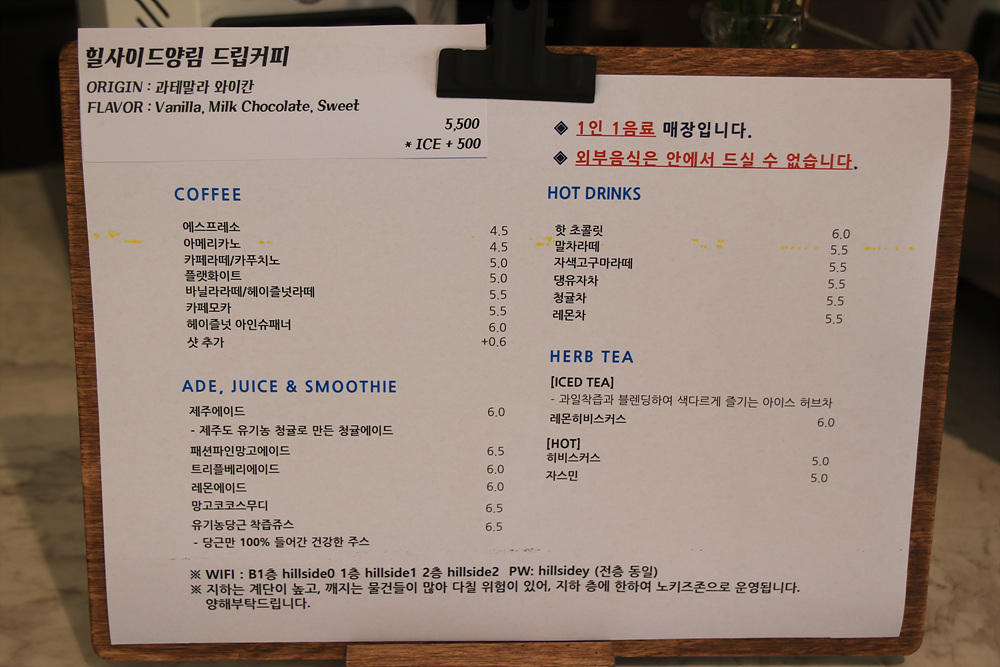 힐사이드양림 드립커피
ORIGIN : 과테말라 와이칸
FLAVOR : Vanilla, Milk Chocolate, Sweet
5,500
* ICE + 500
◈ 1인 1음료 매장입니다.
◈ 외부음식은 안에서 드실 수 없습니다.
COFFEE
에스프레소 4.5
아메리카노 4.5
카페라떼/카푸치노 5.0
플랫화이트 5.0
바닐라라떼/헤이즐넛라떼 5.5
카페모카 5.5
헤이즐넛 아인슈패너 6.0
샷 추가 +0.6
ADE, JUICE & SMOOTHIE
제주에이드 6.0
- 제주도 유기농 청귤로 만든 청귤에이드
패션파인망고에이드 6.5
트리플베리에이드 6.0
레몬에이드 6.0
망고코코스무디 6.5
유기농당근 착즙쥬스 6.5
- 당근만 100% 들어간 건강한 주스
HOT DRINKS
핫 초콜릿 6.0
말차라떼 5.5
자색고구마라떼 5.5
댕유자차 5.5
청귤차 5.5
레몬차 5.5
HERB TEA
[ICED TEA]
- 과일착즙과 블렌딩하여 색다르게 즐기는 아이스 허브차
레몬히비스커스 6.0
[HOT]
히비스커스 5.0
자스민 5.0
※ WIFI : B1층 hillside0 1층 hillside1 2층 hillside2 PW: hillsidey (전층 동일)
※ 지하는 계단이 높고, 깨지는 물건들이 많아 다칠 위험이 있어, 지하 층에 한하여 노키즈존으로 운영됩니다.
양해부탁드립니다.